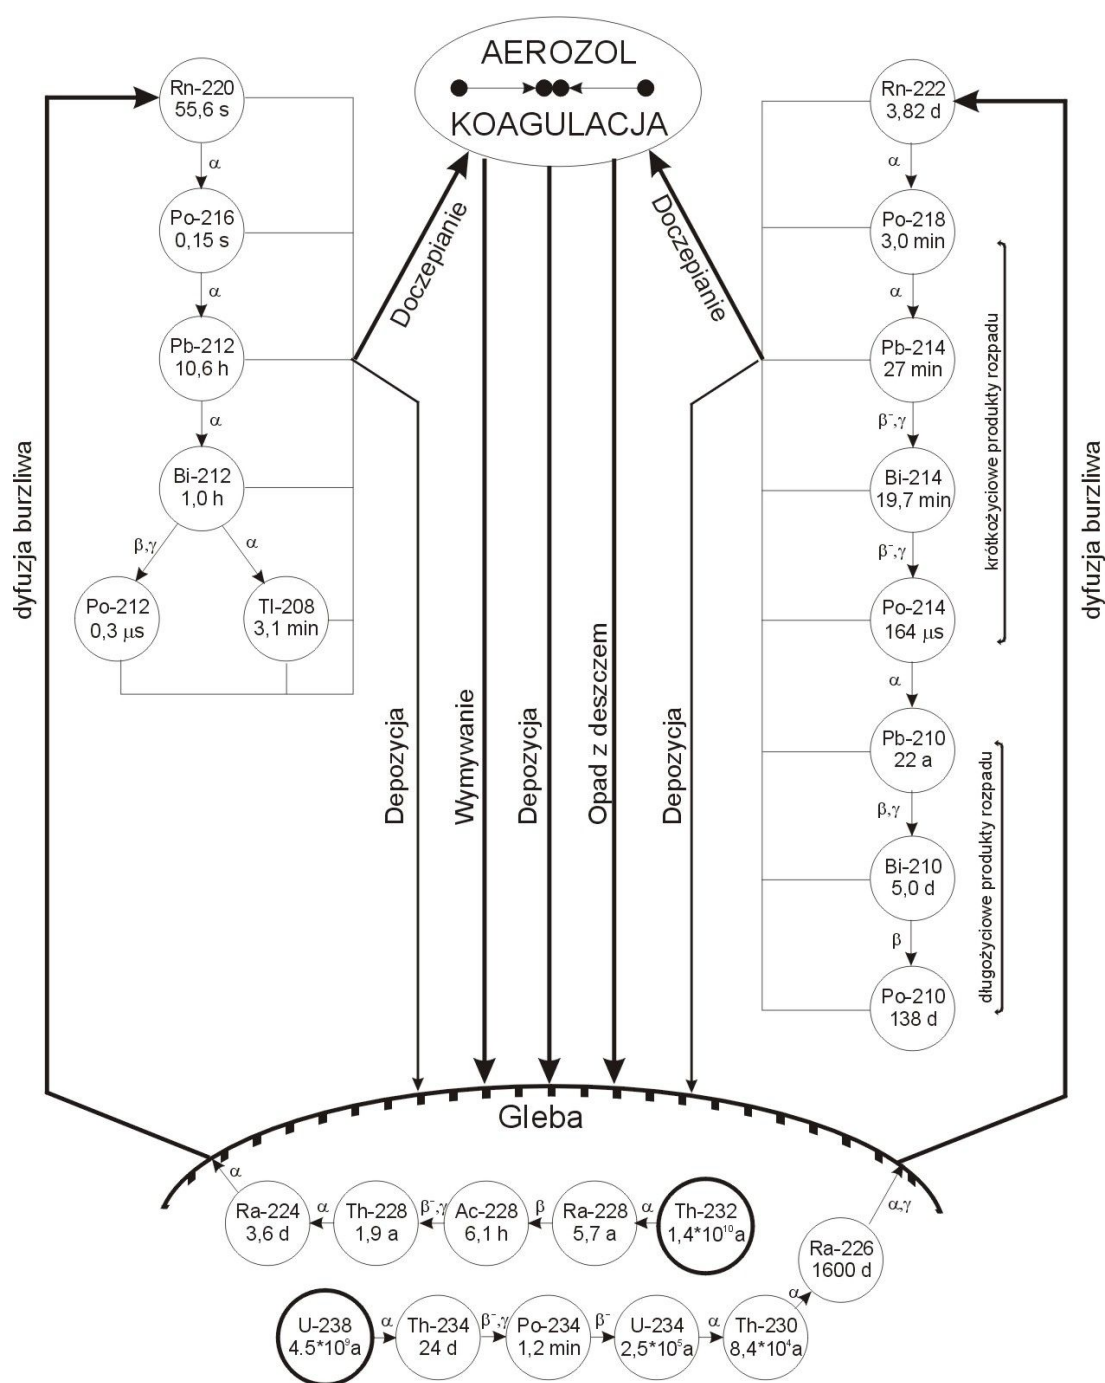 AEROZOL
KOAGULACJA
Rn-220
55,6 s
α
Po-216
0,15 s
α
Pb-212
10,6 h
α
Bi-212
1,0 h
β,γ
α
Po-212
0,3 μs
Tl-208
3,1 min
dyfuzja burzliwa
Doczepianie
Doczepianie
Depozycja
Wymywanie
Depozycja
Opad z deszczem
Depozycja
Rn-222
3,82 d
α
Po-218
3,0 min
α
Pb-214
27 min
β⁻,γ
Bi-214
19,7 min
β⁻,γ
Po-214
164 μs
α
Pb-210
22 a
β,γ
Bi-210
5,0 d
β
Po-210
138 d
krótkożyciowe produkty rozpadu
długożyciowe produkty rozpadu
dyfuzja burzliwa
Gleba
α
Ra-224
3,6 d
α
Th-228
1,9 a
β⁻,γ
Ac-228
6,1 h
β
Ra-228
5,7 a
α
Th-232
1,4*10¹⁰a
α,γ
Ra-226
1600 d
U-238
4.5*10⁹a
α
Th-234
24 d
β⁻,γ
Po-234
1,2 min
β⁻
U-234
2,5*10⁵a
α
Th-230
8,4*10⁴a
α